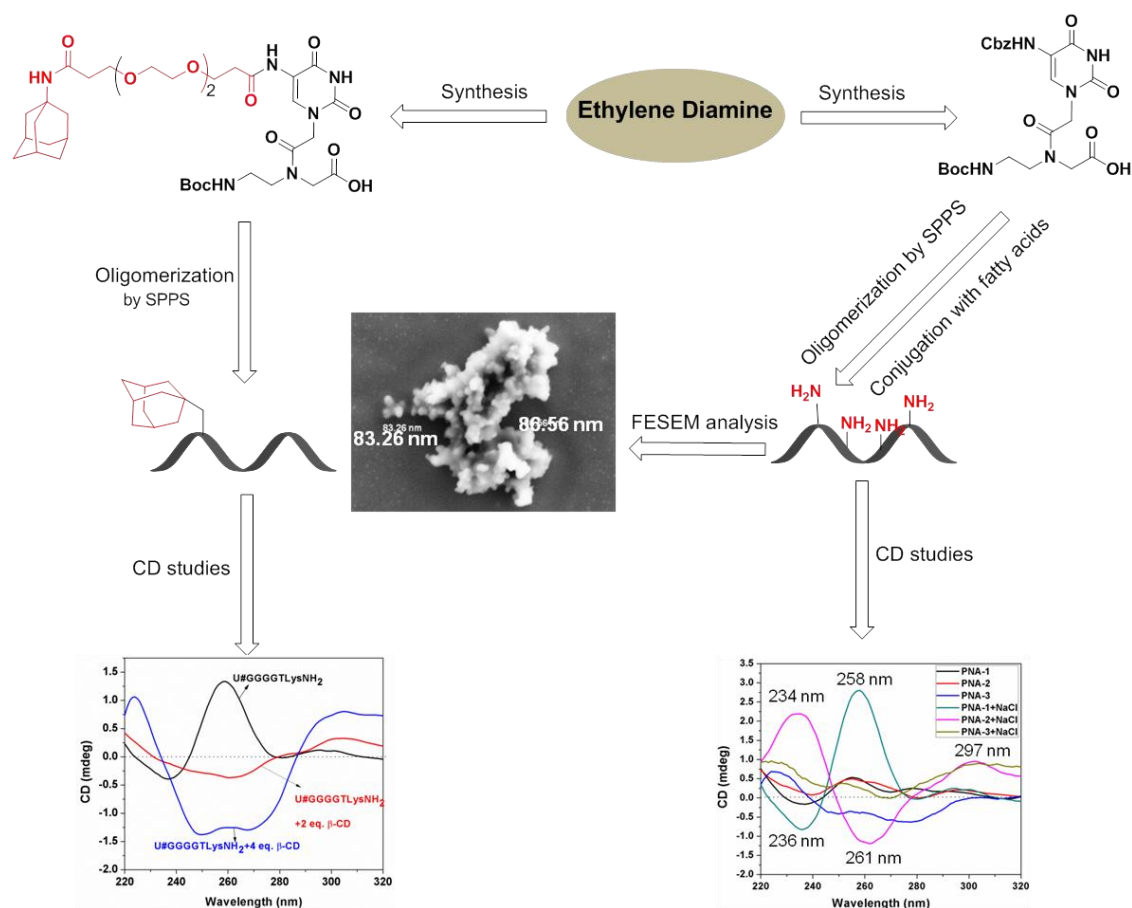 O
HN
O
O
2
O
H
N
O
NH
N
O
O
N
BocHN
O
OH
Synthesis
Ethylene Diamine
Synthesis
CbzHN
O
NH
N
O
O
N
BocHN
O
OH
Oligomerization
by SPPS
Oligomerization by SPPS
Conjugation with fatty acids
83.26 nm
83.26 nm
86.56 nm
FESEM analysis
H2N
NH2
NH2
NH2
CD studies
CD studies
CD (mdeg)
1.5
1.0
0.5
0.0
-0.5
-1.0
-1.5
-2.0
U#GGGGTLysNH2
U#GGGGTLysNH2
+2 eq. β-CD
U#GGGGTLysNH2+4 eq. β-CD
220 240 260 280 300 320
Wavelength (nm)
CD (mdeg)
3.5
3.0
2.5
2.0
1.5
1.0
0.5
0.0
-0.5
-1.0
-1.5
-2.0
234 nm
258 nm
297 nm
236 nm
261 nm
PNA-1
PNA-2
PNA-3
PNA-1+NaCl
PNA-2+NaCl
PNA-3+NaCl
220 240 260 280 300 320
Wavelength (nm)